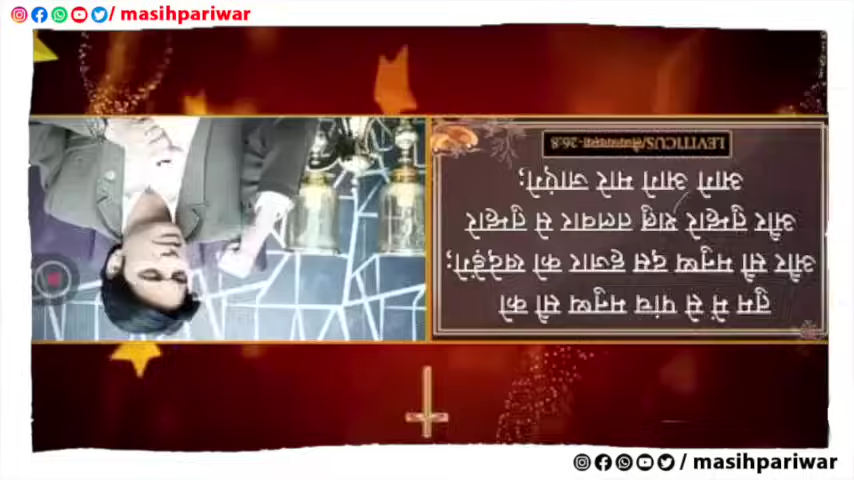 / masihpariwar
LEVITICUS/लैव्यव्यवस्था-26:8
तुम में से पांच मनुष्य सौ को
और सौ मनुष्य दस हजार को खदेड़ेंगे;
और तुम्हारे शत्रु तलवार से तुम्हारे
आगे आगे मारे जाएंगे;
/ masihpariwar